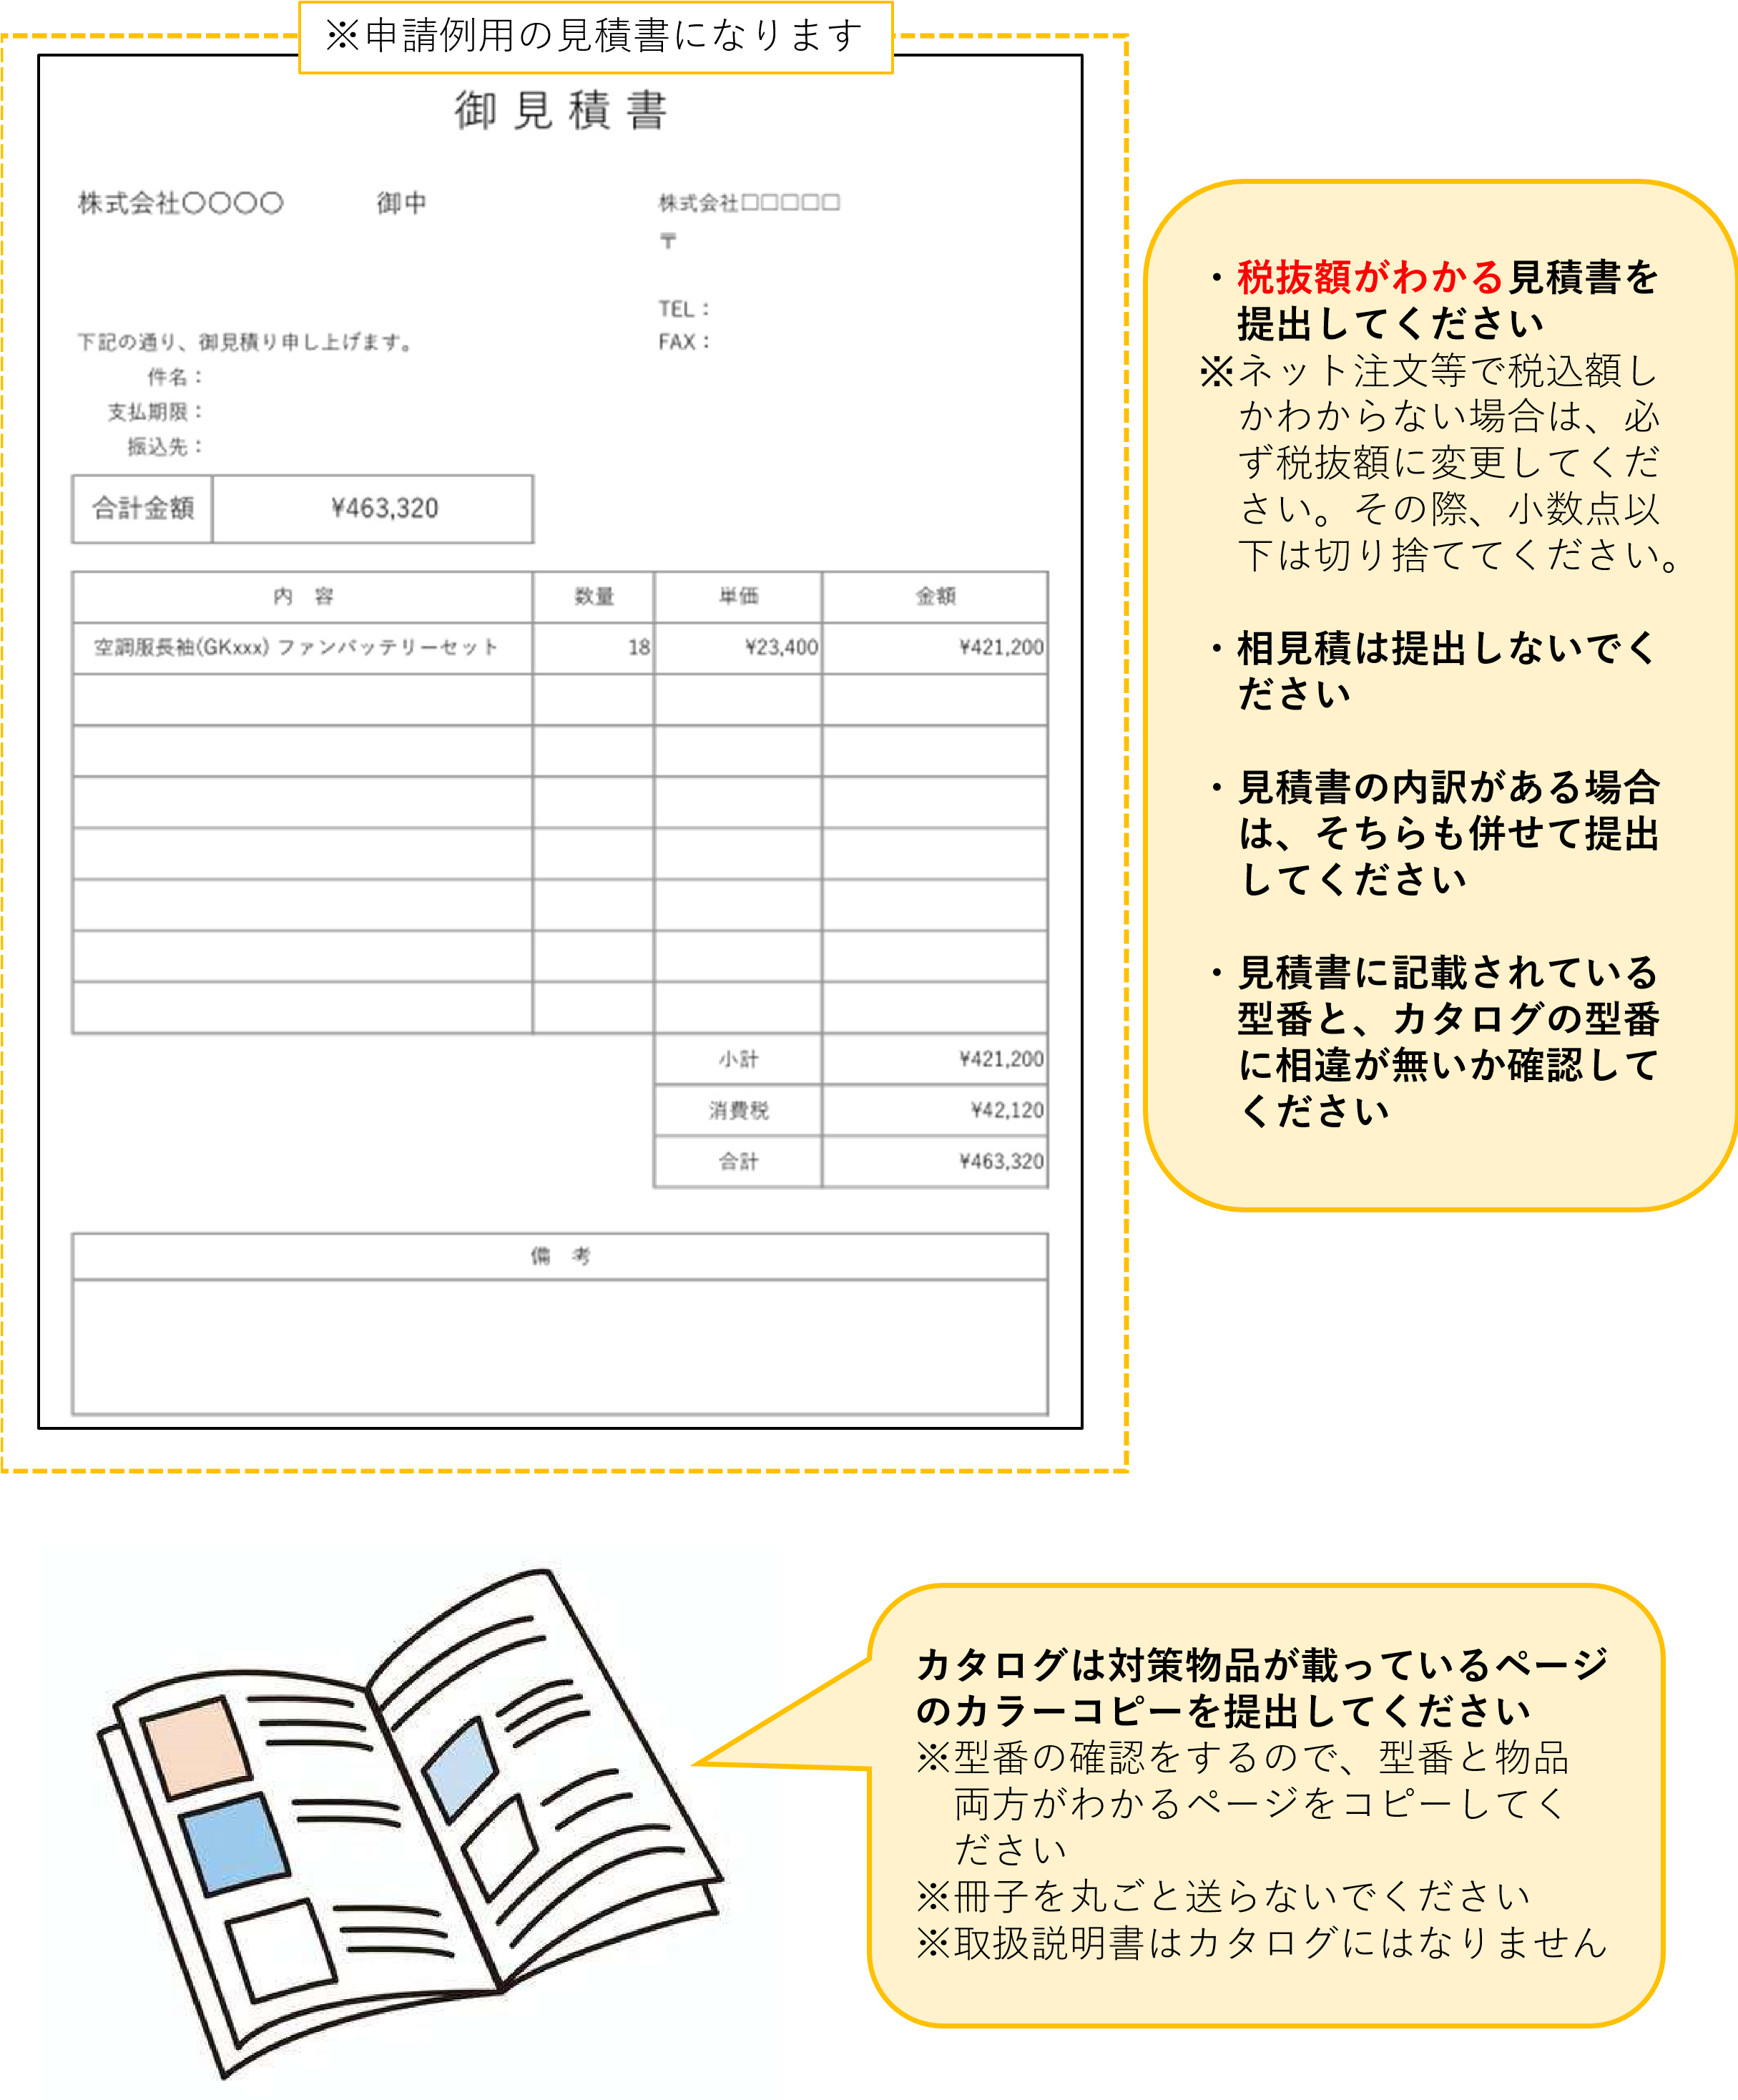 ※申請例用の見積書になります
御見積書
株式会社〇〇〇〇 御中
株式会社□□□□□
〒
TEL：
下記の通り、御見積り申し上げます。
FAX：
件名：
支払期限：
振込先：
合計金額 ¥463,320
内 容 数量 単価 金額
空調服長袖(GKxxx) ファンバッテリーセット 18 ¥23,400 ¥421,200
小計 ¥421,200
消費税 ¥42,120
合計 ¥463,320
備 考
・税抜額がわかる見積書を
提出してください
※ネット注文等で税込額し
かわからない場合は、必
ず税抜額に変更してくだ
さい。その際、小数点以
下は切り捨ててください。
・相見積は提出しないでく
ださい
・見積書の内訳がある場合
は、そちらも併せて提出
してください
・見積書に記載されている
型番と、カタログの型番
に相違が無いか確認して
ください
カタログは対策物品が載っているページ
のカラーコピーを提出してください
※型番の確認をするので、型番と物品
両方がわかるページをコピーしてく
ださい
※冊子を丸ごと送らないでください
※取扱説明書はカタログにはなりません